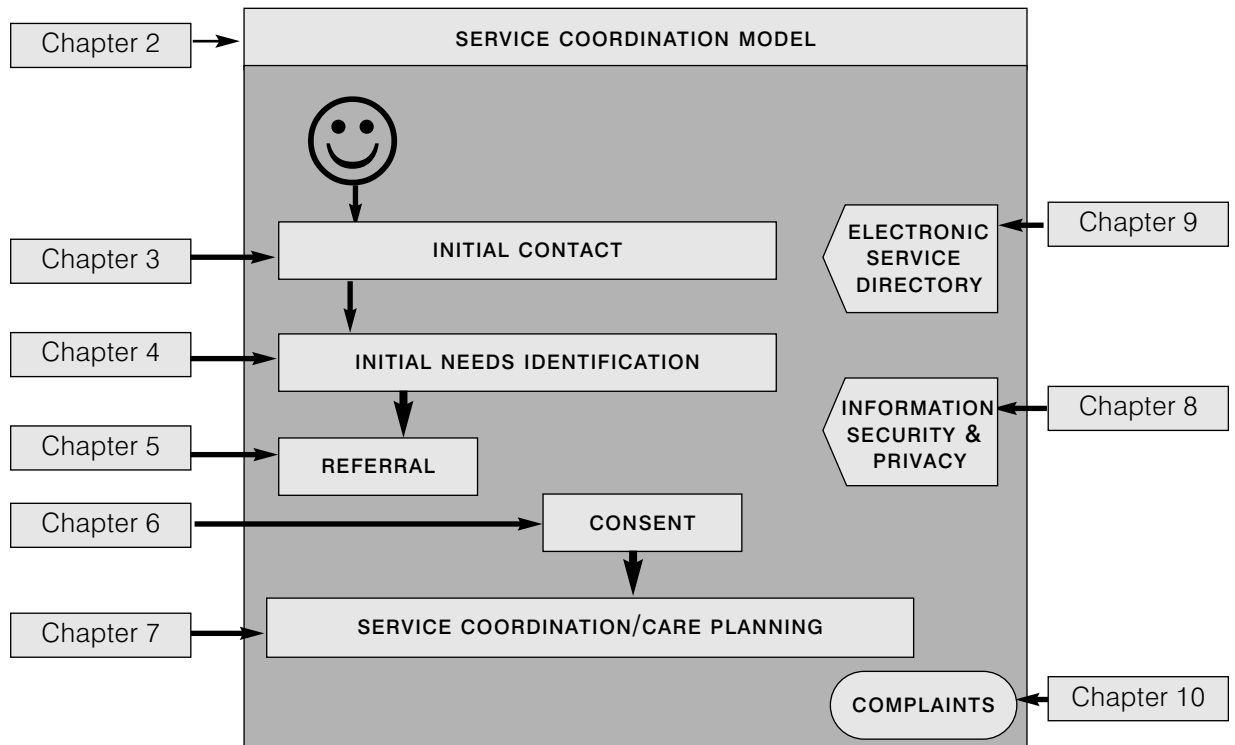 Chapter 2
SERVICE COORDINATION MODEL
Chapter 3
INITIAL CONTACT
ELECTRONIC
SERVICE
DIRECTORY
Chapter 9
Chapter 4
INITIAL NEEDS IDENTIFICATION
INFORMATION
SECURITY &
PRIVACY
Chapter 8
Chapter 5
REFERRAL
Chapter 6
CONSENT
Chapter 7
SERVICE COORDINATION/CARE PLANNING
COMPLAINTS
Chapter 10